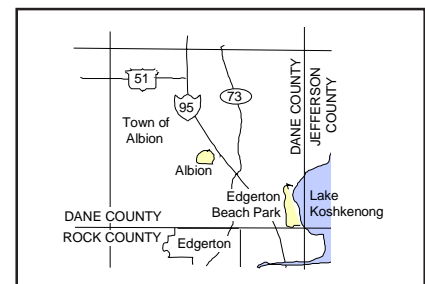 51
95
73
Town of
Albion
Albion
DANE COUNTY
JEFFERSON
COUNTY
Edgerton
Beach Park
Lake
Koshkenong
DANE COUNTY
ROCK COUNTY
Edgerton